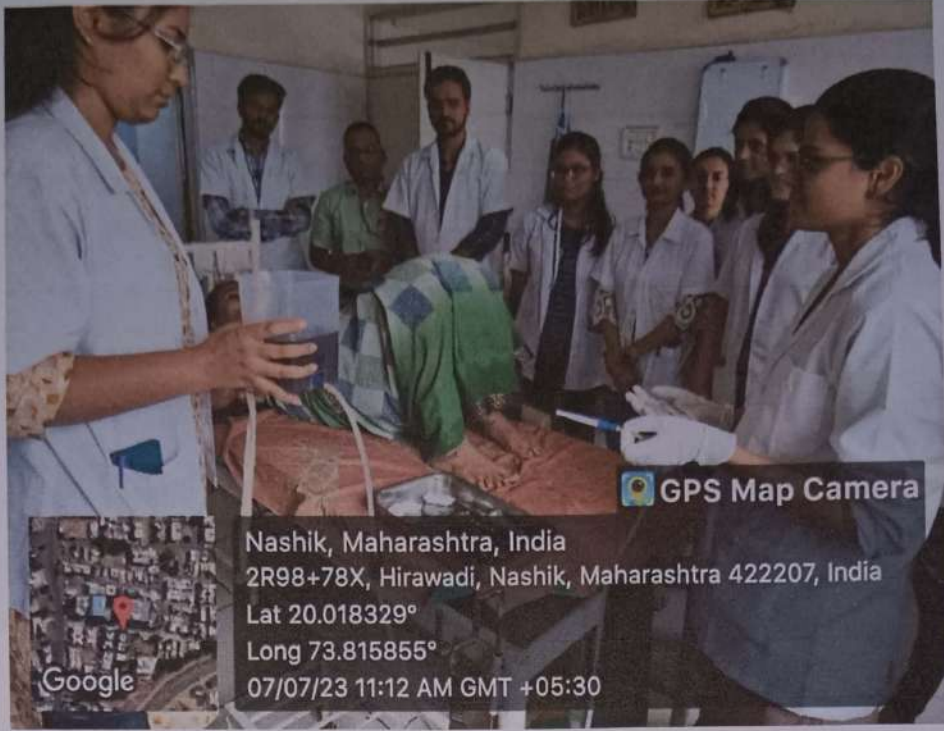 GPS Map Camera
Nashik, Maharashtra, India
2R98+78X, Hirawadi, Nashik, Maharashtra 422207, India
Lat 20.018329°
Long 73.815855°
07/07/23 11:12 AM GMT +05:30
Google